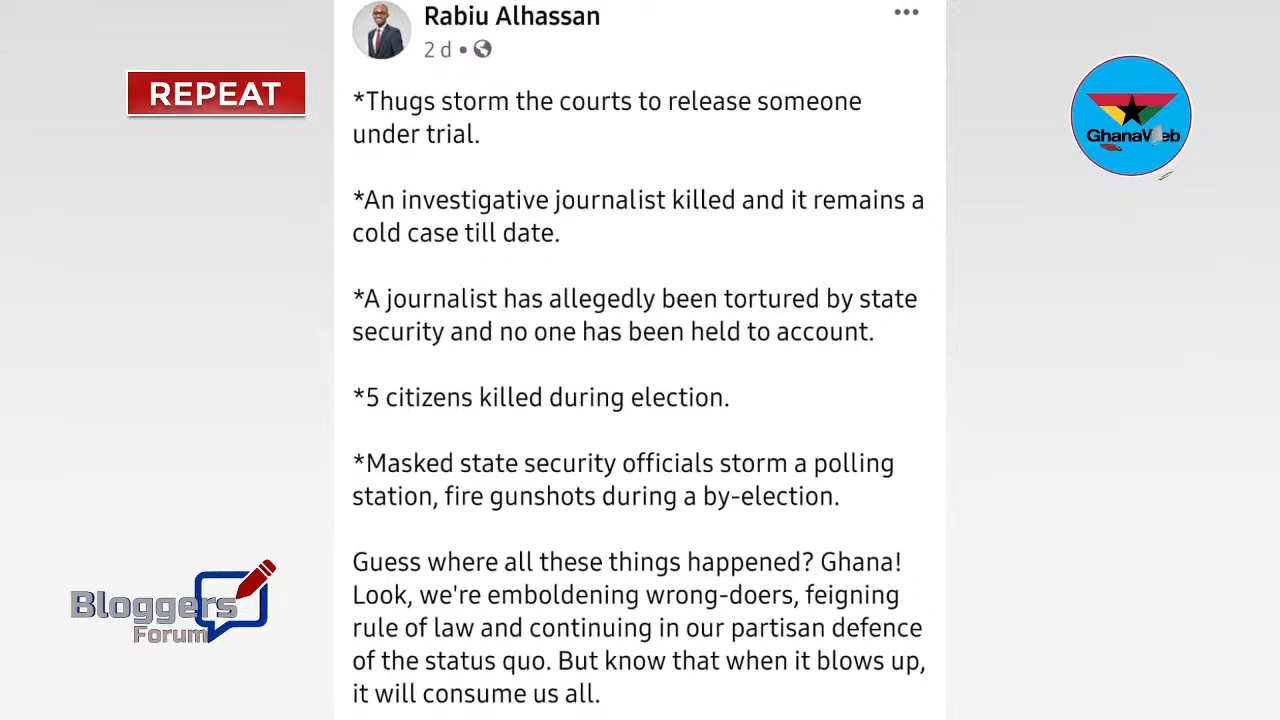 Rabiu Alhassan
2 d
REPEAT
GhanaWeb
*Thugs storm the courts to release someone
under trial.
*An investigative journalist killed and it remains a
cold case till date.
*A journalist has allegedly been tortured by state
security and no one has been held to account.
*5 citizens killed during election.
*Masked state security officials storm a polling
station, fire gunshots during a by-election.
Guess where all these things happened? Ghana!
Look, we're emboldening wrong-doers, feigning
rule of law and continuing in our partisan defence
of the status quo. But know that when it blows up,
it will consume us all.
Bloggers
Forum